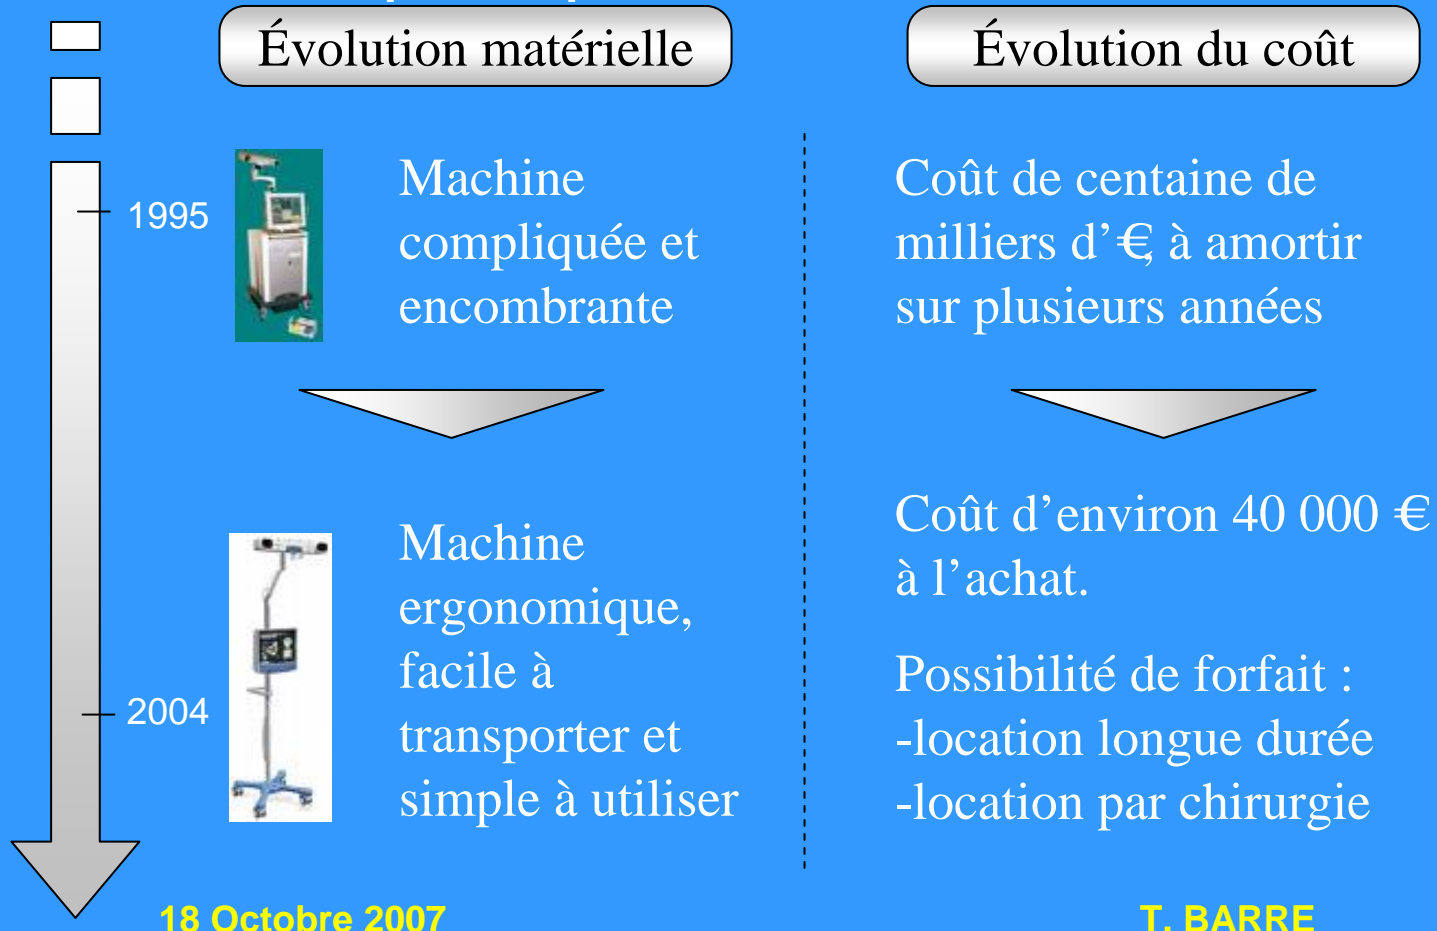 Évolution matérielle
Évolution du coût
1995
Machine
compliquée et
encombrante
Coût de centaine de
milliers d’€, à amortir
sur plusieurs années
2004
Machine
ergonomique,
facile à
transporter et
simple à utiliser
Coût d’environ 40 000 €
à l’achat.
Possibilité de forfait :
-location longue durée
-location par chirurgie
18 Octobre 2007
T. BARRE